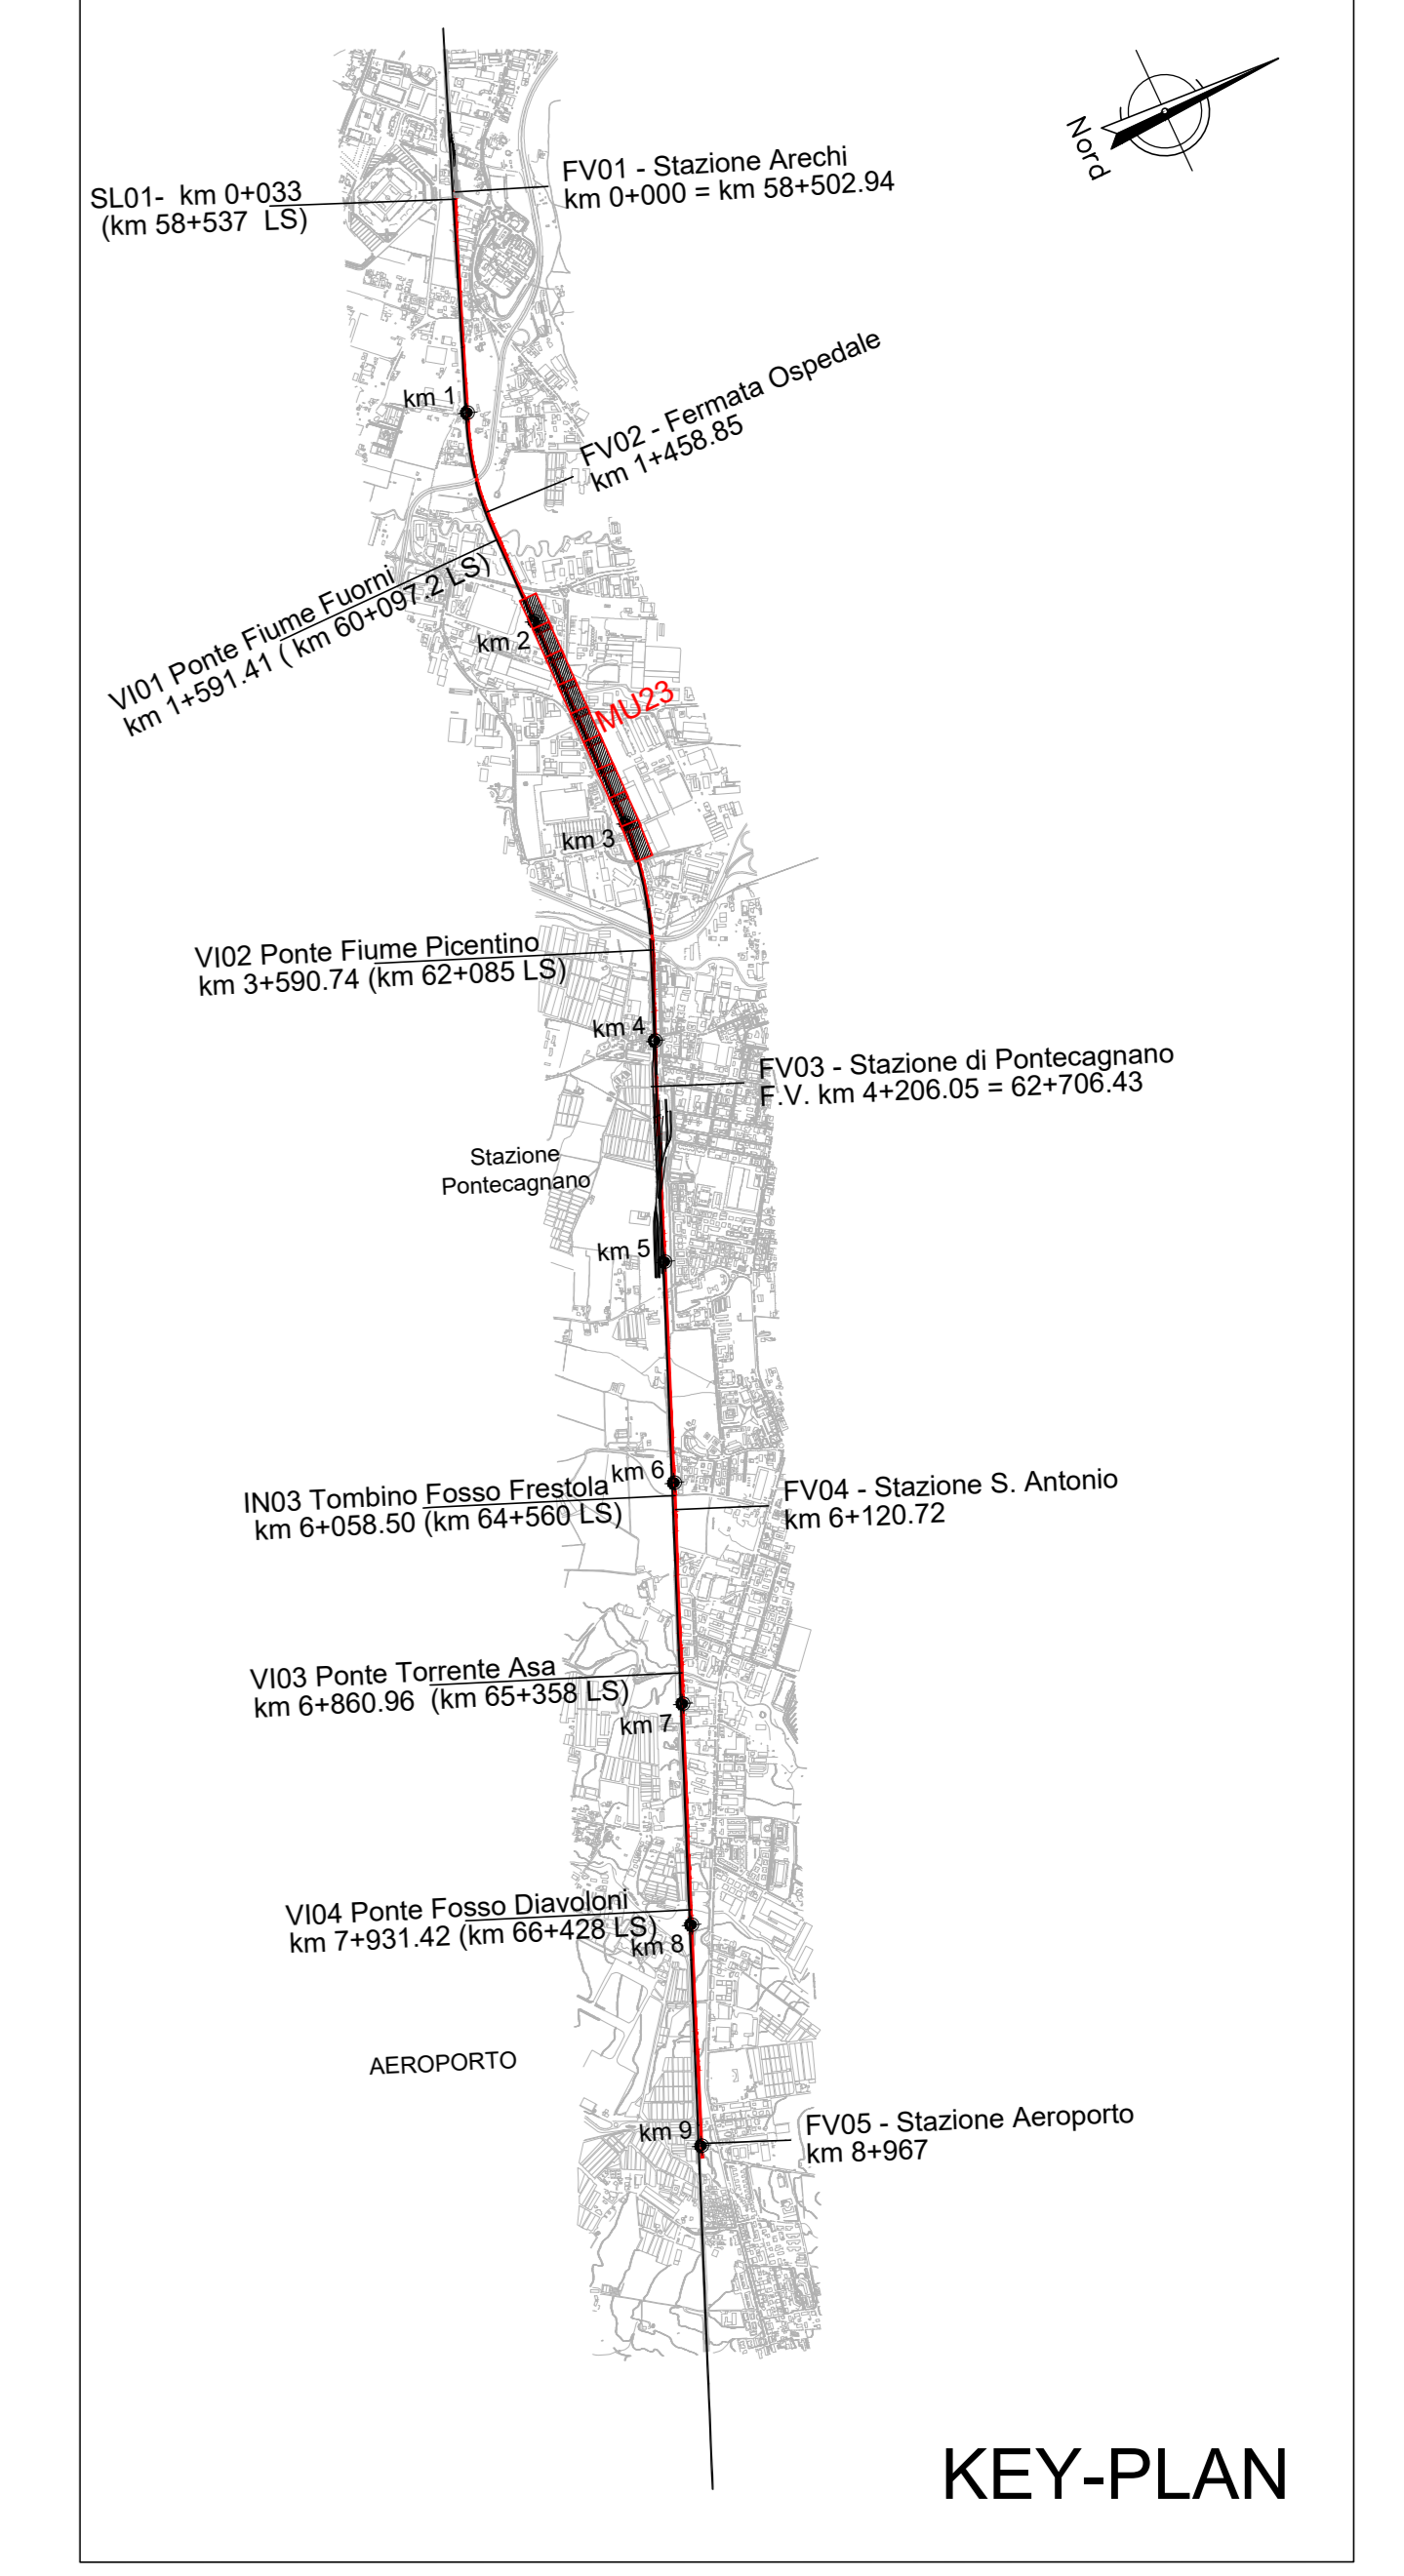 Nord
FV01 - Stazione Arechi
km 0+000 = km 58+502.94
SL01- km 0+033
(km 58+537 LS)
km 1
FV02 - Fermata Ospedale
km 1+458.85
VI01 Ponte Fiume Fuorni
km 1+591.41 ( km 60+097.2 LS)
km 2
MU23
km 3
VI02 Ponte Fiume Picentino
km 3+590.74 (km 62+085 LS)
km 4
FV03 - Stazione di Pontecagnano
F.V. km 4+206.05 = 62+706.43
Stazione
Pontecagnano
km 5
km 6
IN03 Tombino Fosso Frestola
km 6+058.50 (km 64+560 LS)
FV04 - Stazione S. Antonio
km 6+120.72
VI03 Ponte Torrente Asa
km 6+860.96 (km 65+358 LS)
km 7
VI04 Ponte Fosso Diavoloni
km 7+931.42 (km 66+428 LS)
km 8
AEROPORTO
km 9
FV05 - Stazione Aeroporto
km 8+967
KEY-PLAN